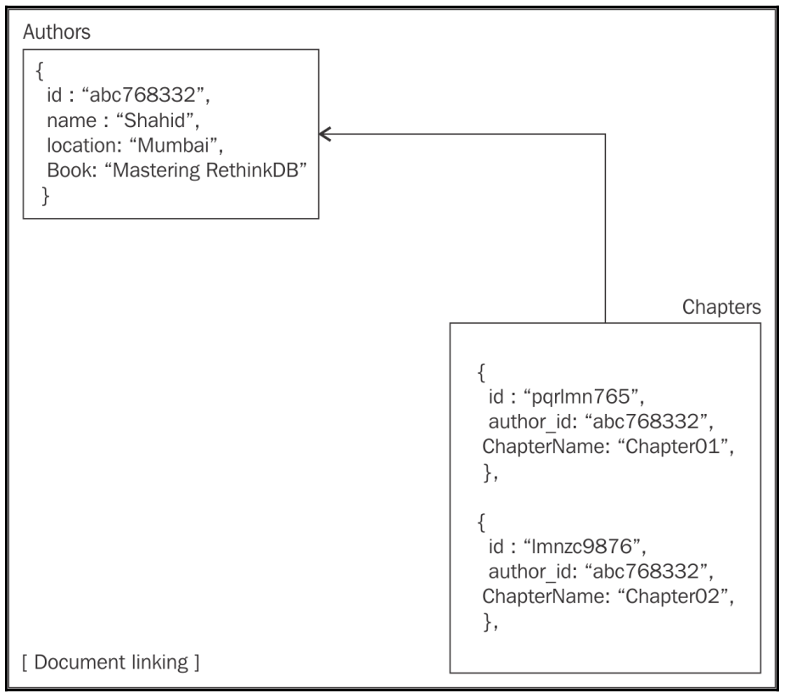 Authors
{
id : “abc768332”,
name : “Shahid”,
location: “Mumbai”,
Book: “Mastering RethinkDB”
}
Chapters
{
id : “pqrlmn765”,
author_id: “abc768332”,
ChapterName: “Chapter01”,
},
{
id : “lmnzc9876”,
author_id: “abc768332”,
ChapterName: “Chapter02”,
},
[ Document linking ]